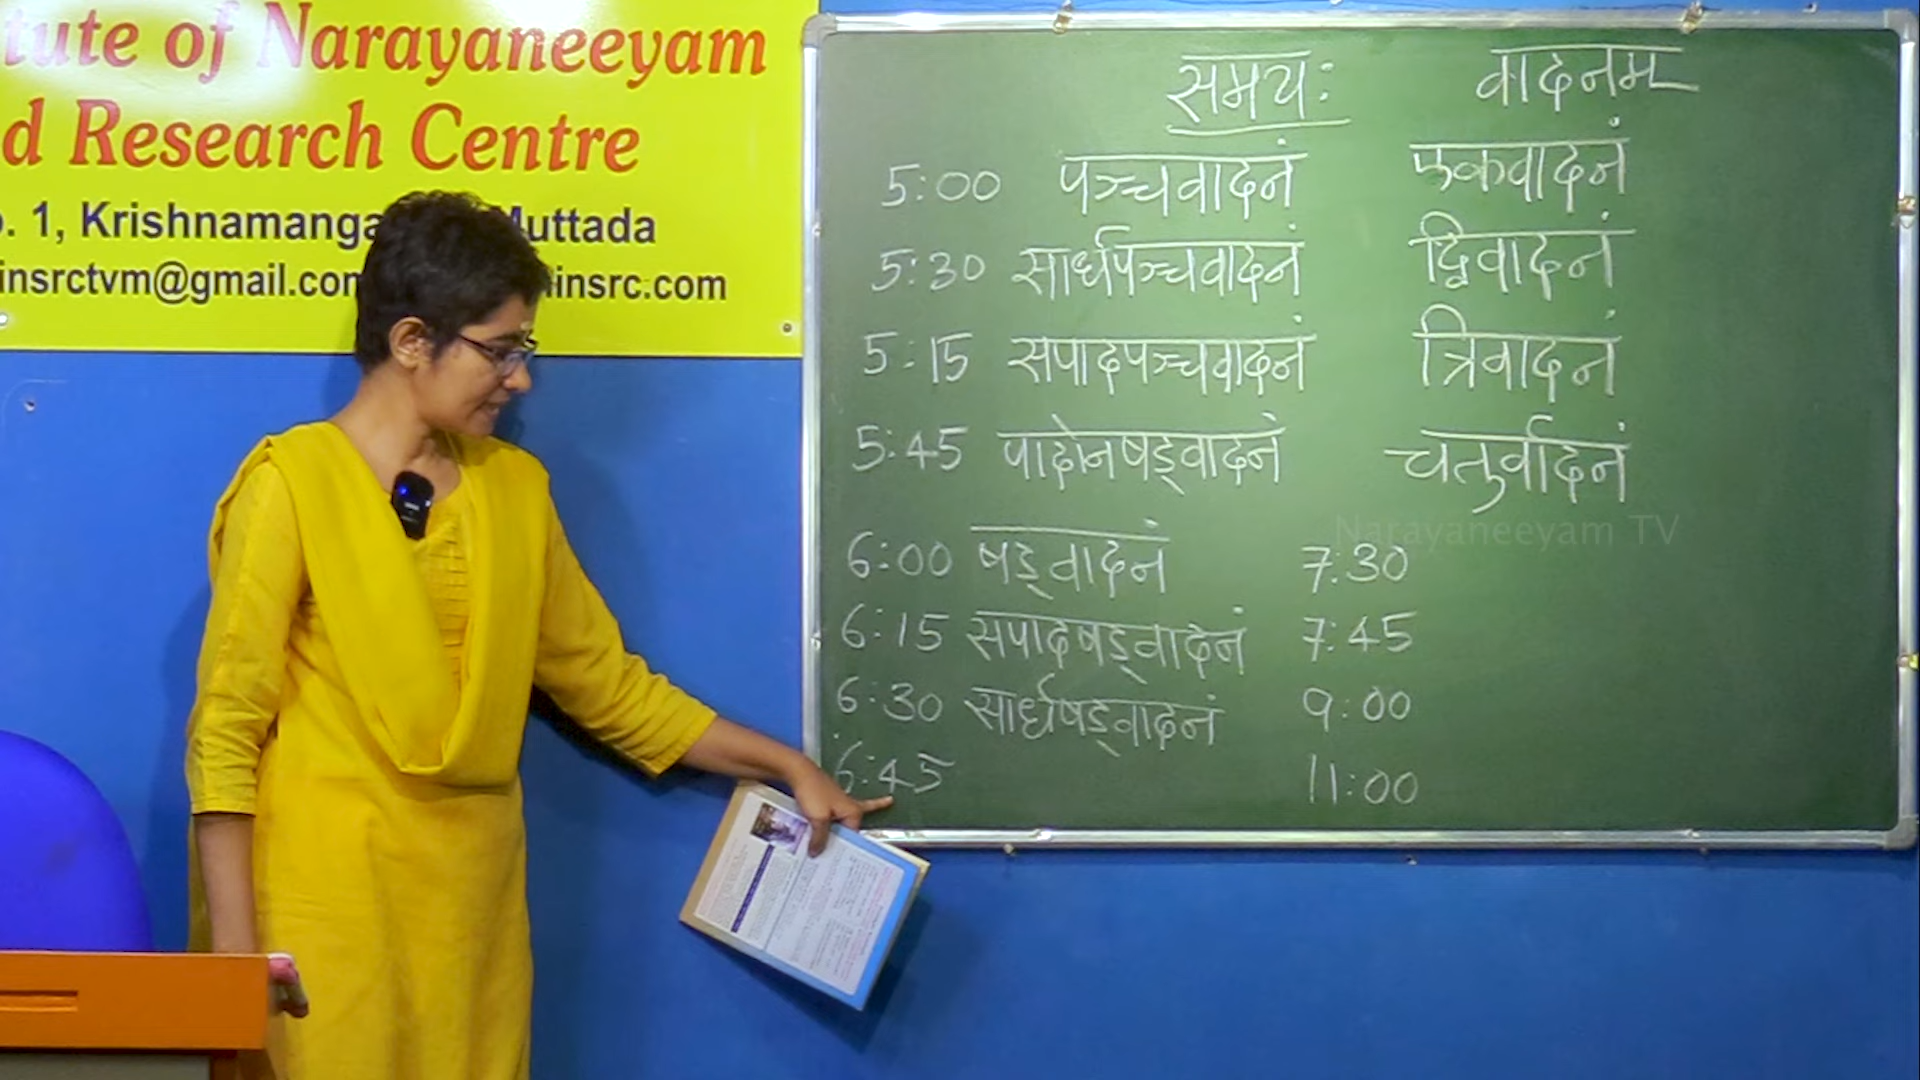 tute of Narayaneeyam
d Research Centre
. 1, Krishnamanga Muttada
insrctvm@gmail.com insrc.com
समयः वादनम्
5:00 पञ्चवादनं एकवादनं
5:30 सार्धपञ्चवादनं द्विवादनं
5:15 सपादपञ्चवादनं त्रिवादनं
5:45 पादोनषड्वादनं चतुर्वादनं
Narayaneeyam TV
6:00 षड्वादनं 7:30
6:15 सपादषड्वादनं 7:45
6:30 सार्धषड्वादनं 9:00
6:45 11:00